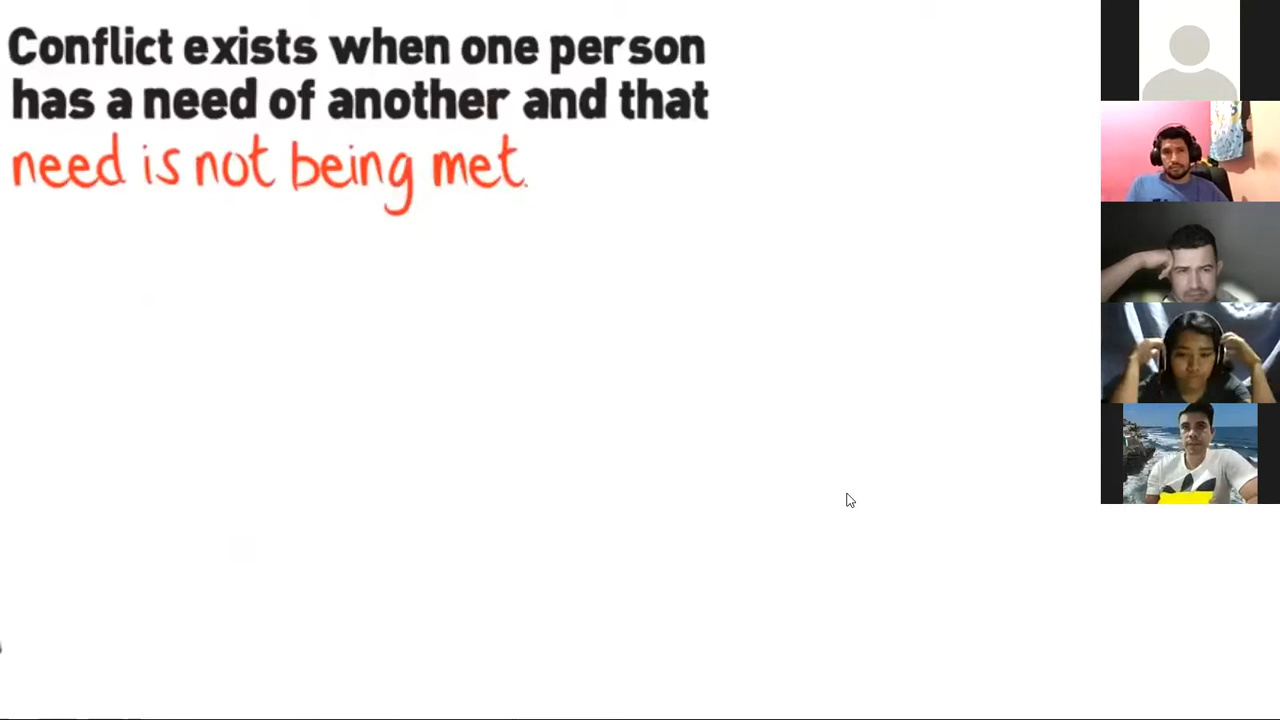 Conflict exists when one person
has a need of another and that
need is not being met.